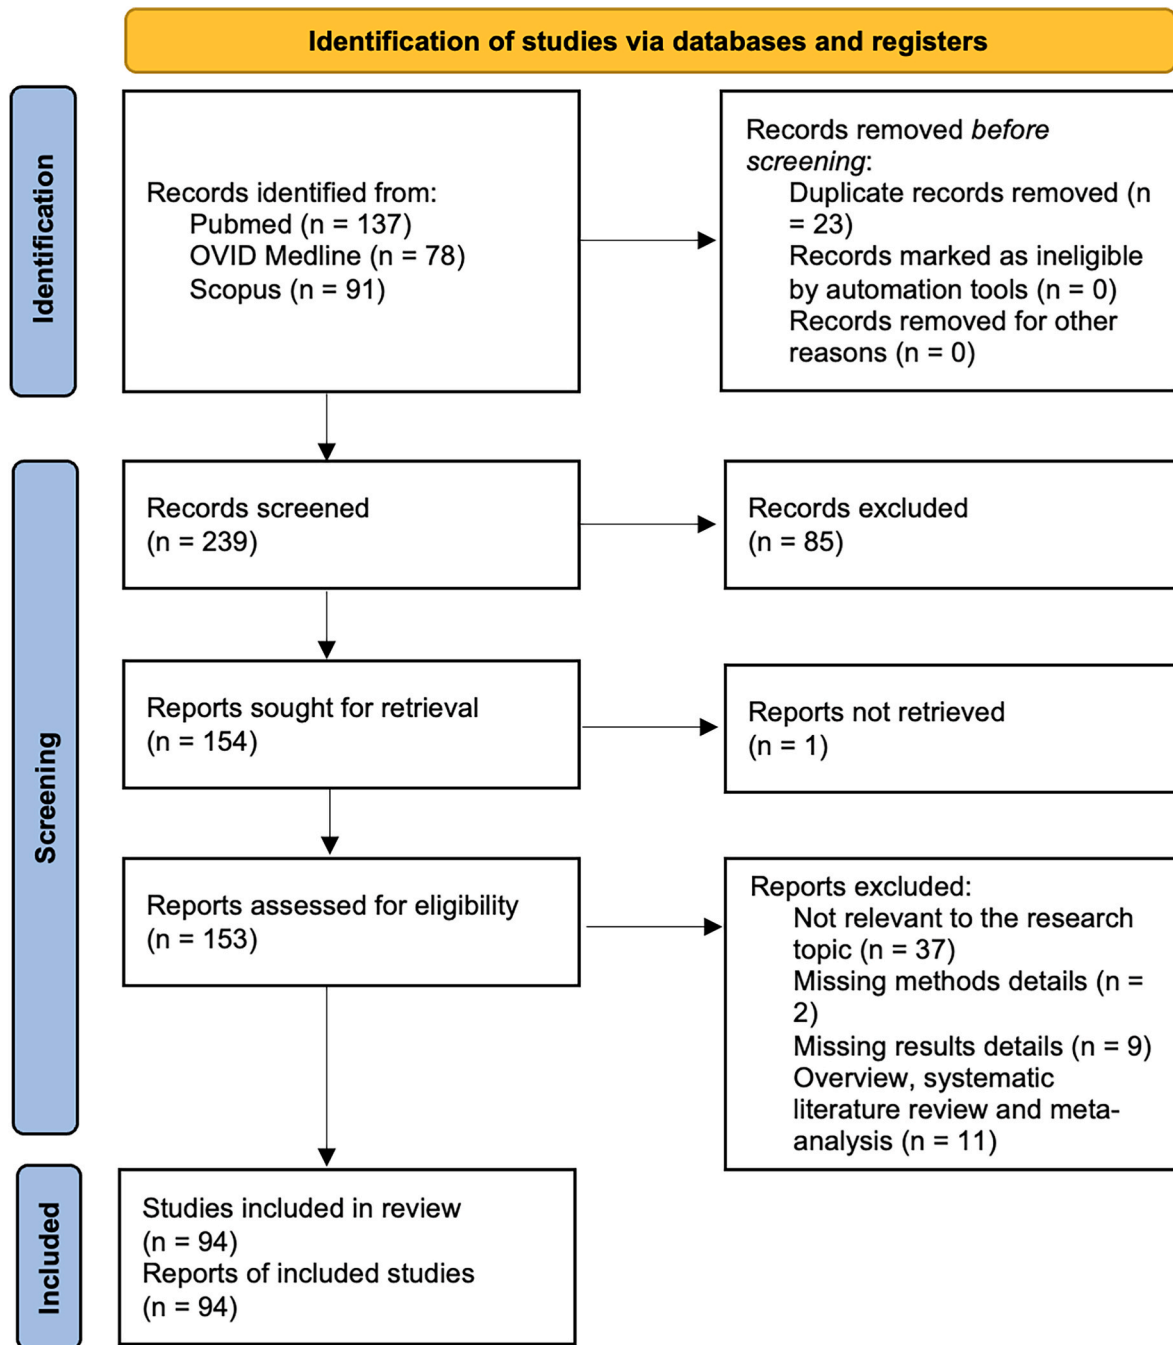 Identification of studies via databases and registers
Identification
Records identified from:
Pubmed (n = 137)
OVID Medline (n = 78)
Scopus (n = 91)
Records removed before
screening:
Duplicate records removed (n
= 23)
Records marked as ineligible
by automation tools (n = 0)
Records removed for other
reasons (n = 0)
Screening
Records screened
(n = 239)
Records excluded
(n = 85)
Reports sought for retrieval
(n = 154)
Reports not retrieved
(n = 1)
Reports assessed for eligibility
(n = 153)
Reports excluded:
Not relevant to the research
topic (n = 37)
Missing methods details (n =
2)
Missing results details (n = 9)
Overview, systematic
literature review and meta-
analysis (n = 11)
Included
Studies included in review
(n = 94)
Reports of included studies
(n = 94)